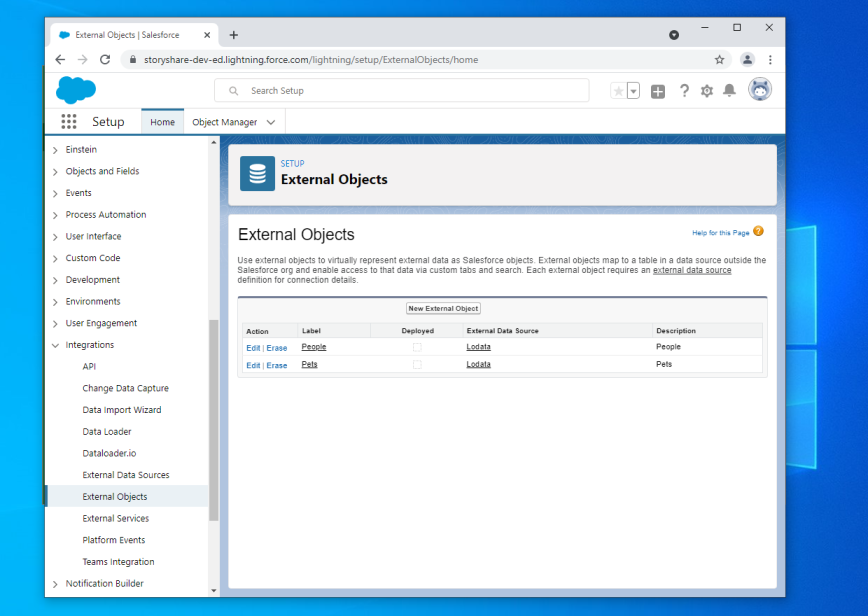 External Objects | Salesforce
storyshare-dev-ed.lightning.force.com/lightning/setup/ExternalObjects/home
Search Setup
Setup
Home
Object Manager
Einstein
Objects and Fields
Events
Process Automation
User Interface
Custom Code
Development
Environments
User Engagement
Integrations
API
Change Data Capture
Data Import Wizard
Data Loader
Dataloader.io
External Data Sources
External Objects
External Services
Platform Events
Teams Integration
Notification Builder
SETUP
External Objects
External Objects
Help for this Page ?
Use external objects to virtually represent external data as Salesforce objects. External objects map to a table in a data source outside the
Salesforce org and enable access to that data via custom tabs and search. Each external object requires an external data source
definition for connection details.
New External Object
Action Label Deployed External Data Source Description
Edit | Erase People Lodata People
Edit | Erase Pets Lodata Pets